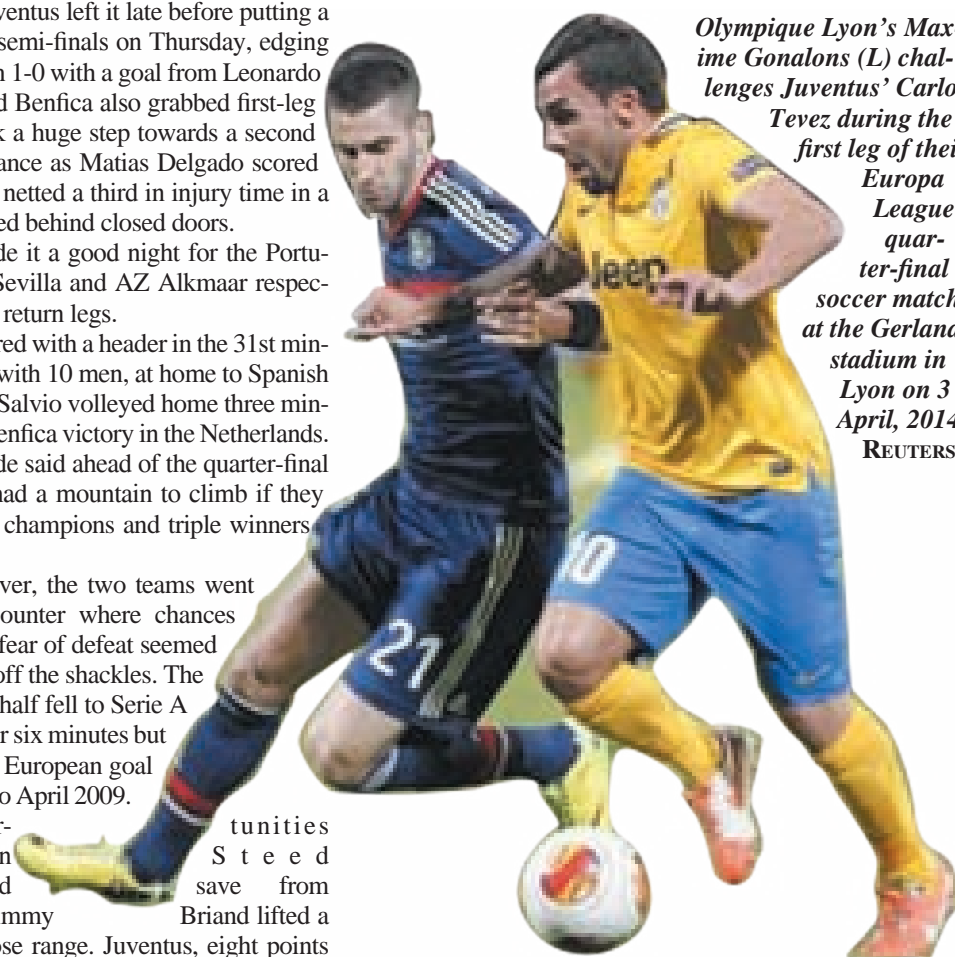 ventus left it late before putting a
semi-finals on Thursday, edging
1-0 with a goal from Leonardo
d Benfica also grabbed first-leg
k a huge step towards a second
ance as Matias Delgado scored
netted a third in injury time in a
ed behind closed doors.
de it a good night for the Portu-
Sevilla and AZ Alkmaar respec-
return legs.
red with a header in the 31st min-
with 10 men, at home to Spanish
Salvio volleyed home three min-
enfica victory in the Netherlands.
de said ahead of the quarter-final
had a mountain to climb if they
champions and triple winners
ver, the two teams went
ounter where chances
fear of defeat seemed
off the shackles. The
half fell to Serie A
r six minutes but
European goal
o April 2009.
r- tunities
n Steed
d save from
mmy Briand lifted a
ose range. Juventus, eight points
Olympique Lyon's Max-
ime Gonalons (L) chal-
lenges Juventus' Carlo
Tevez during the
first leg of thei
Europa
League
quar-
ter-final
soccer match
at the Gerland
stadium in
Lyon on 3
April, 2014
REUTERS
Jeep
10
21